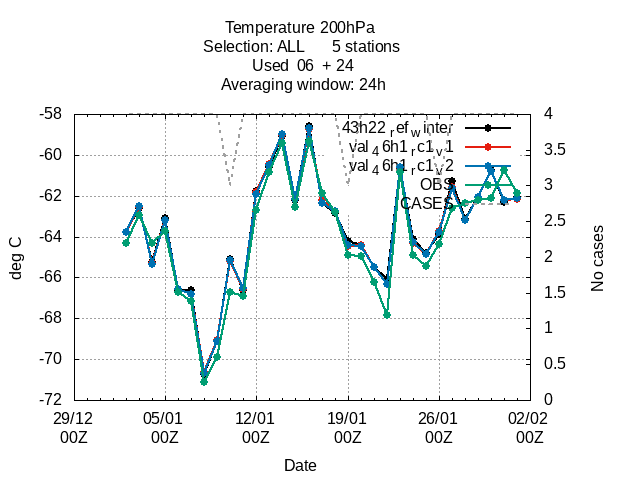 Temperature 200hPa
Selection: ALL 5 stations
Used 06 + 24
Averaging window: 24h
43h22refwinter
val46h1rc1v1
val46h1rc1v2
OBS
CASES
-58
-60
-62
-64
-66
-68
-70
-72
4
3.5
3
2.5
2
1.5
1
0.5
0
deg C
No cases
29/12 05/01 12/01 19/01 26/01 02/02
00Z 00Z 00Z 00Z 00Z 00Z
Date